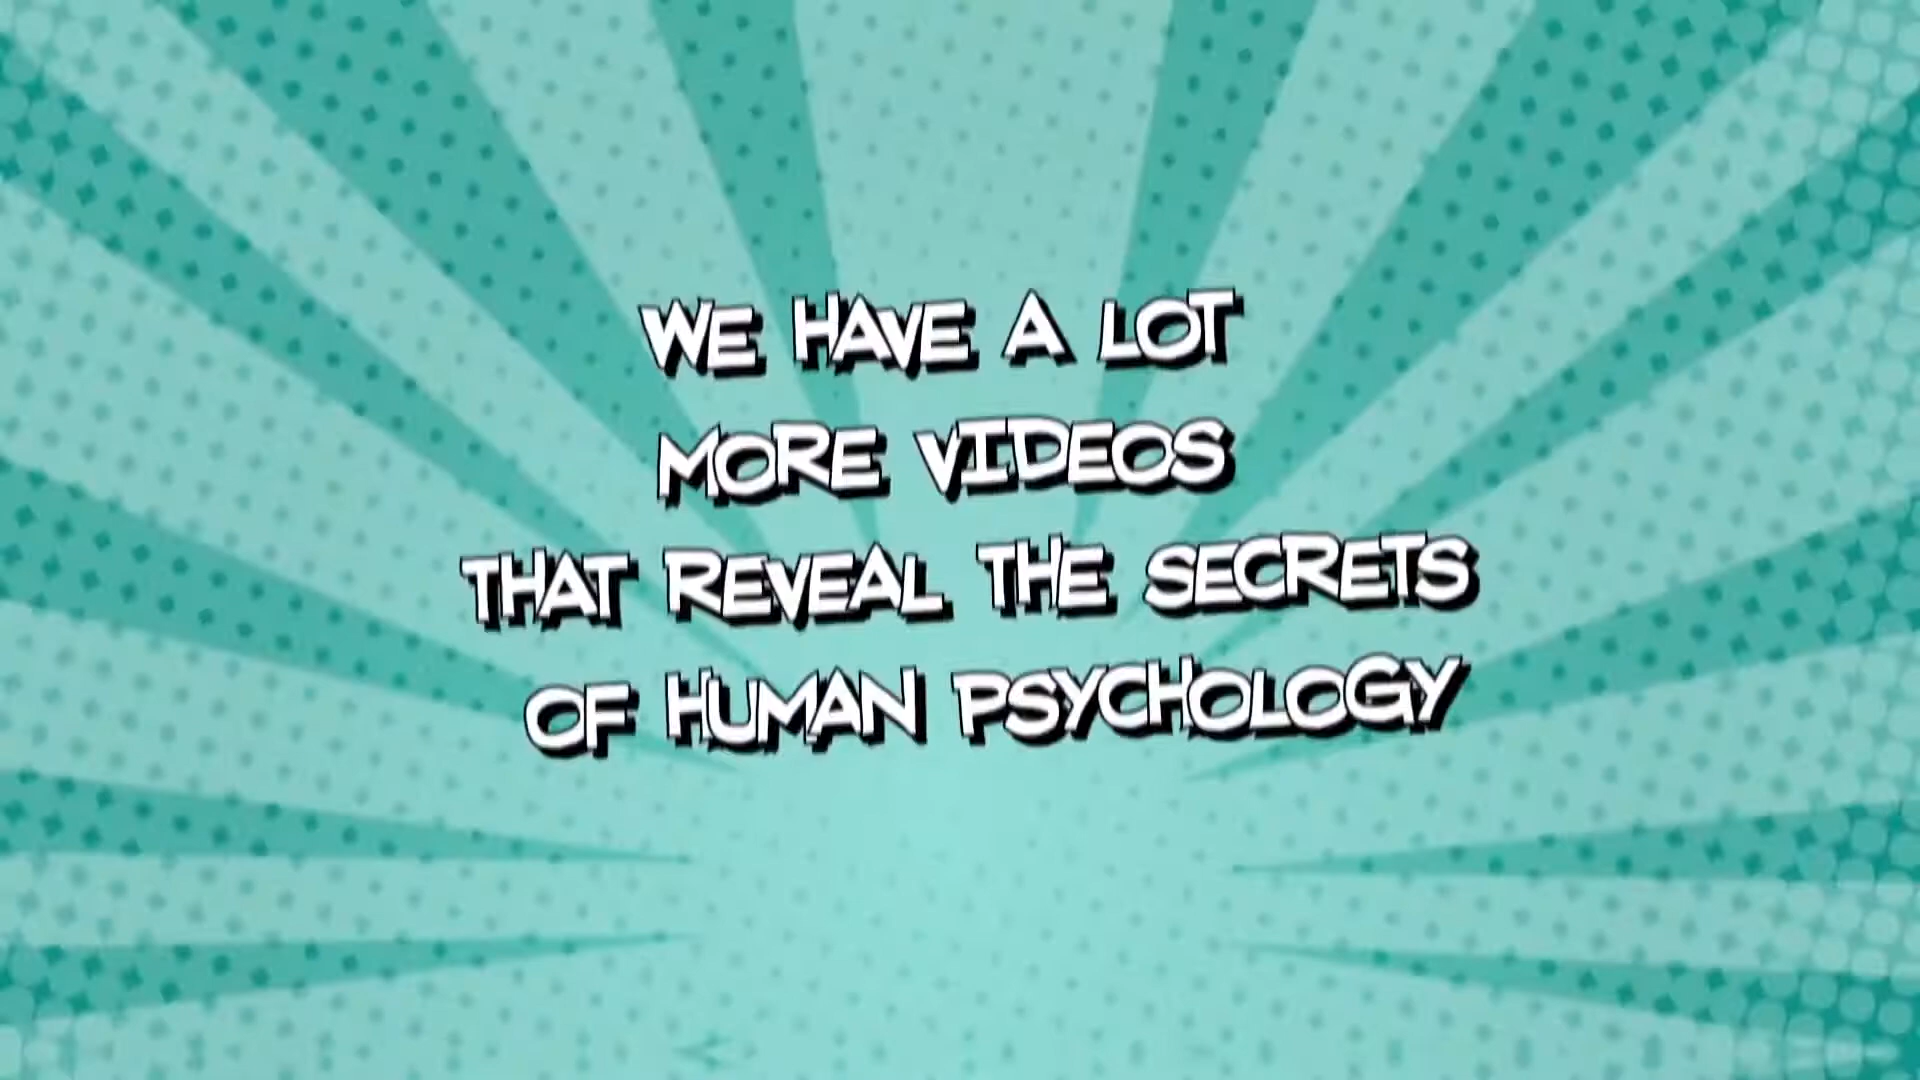 WE HAVE A LOT
MORE VIDEOS
THAT REVEAL THE SECRETS
OF HUMAN PSYCHOLOGY